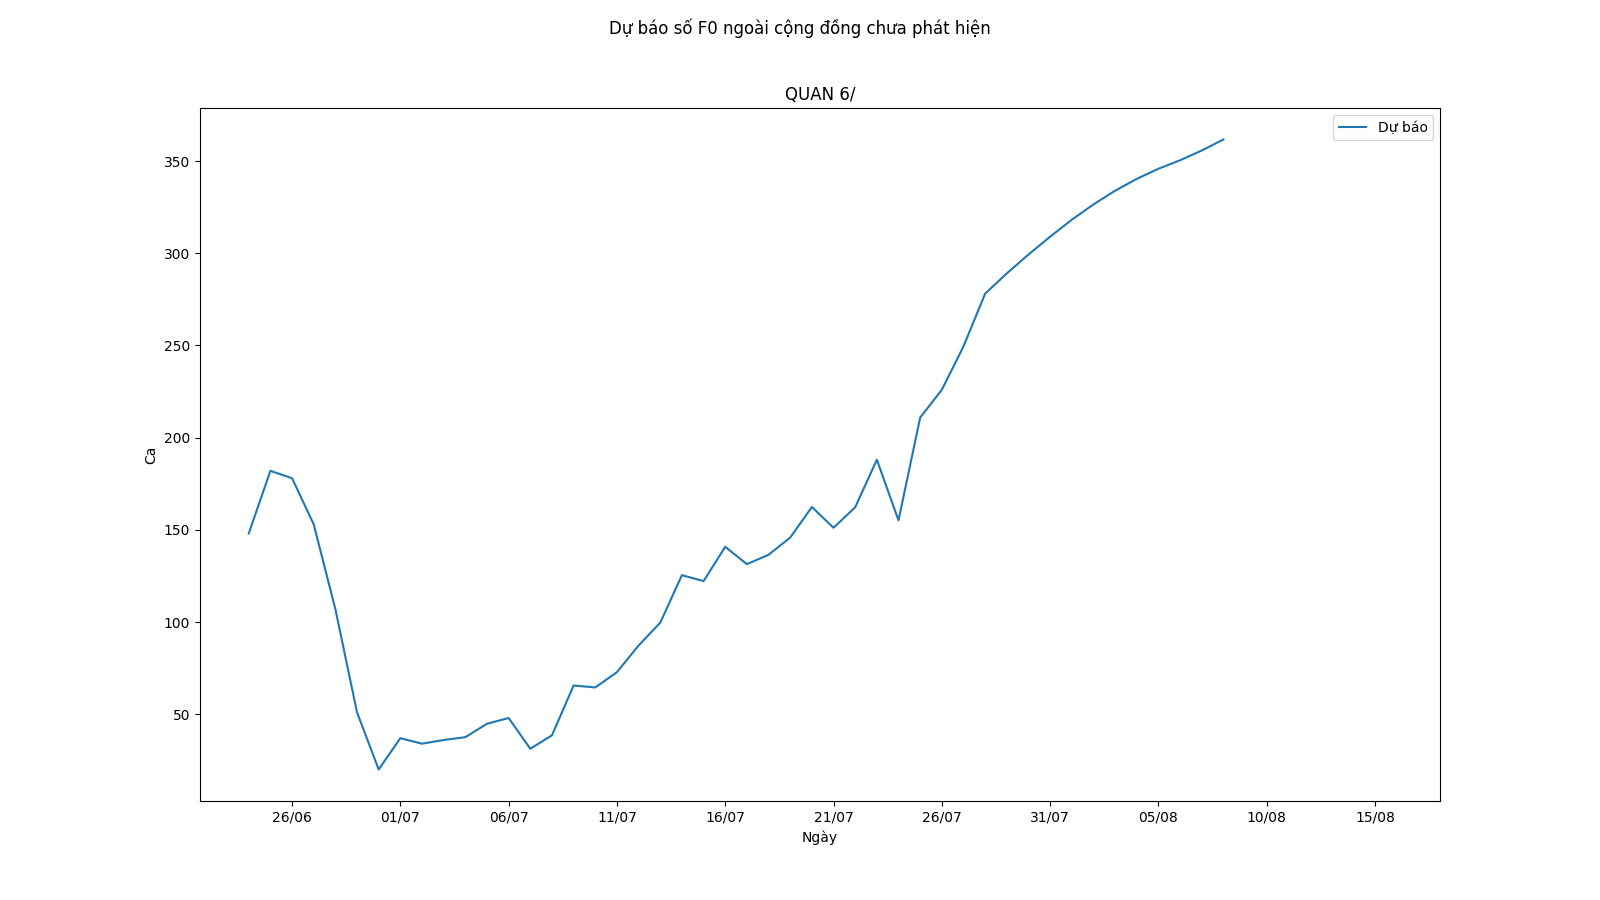 Dự báo số F0 ngoài cộng đồng chưa phát hiện
QUAN 6/
Dự báo
350
300
250
200
150
100
50
Ca
26/06 01/07 06/07 11/07 16/07 21/07 26/07 31/07 05/08 10/08 15/08
Ngày